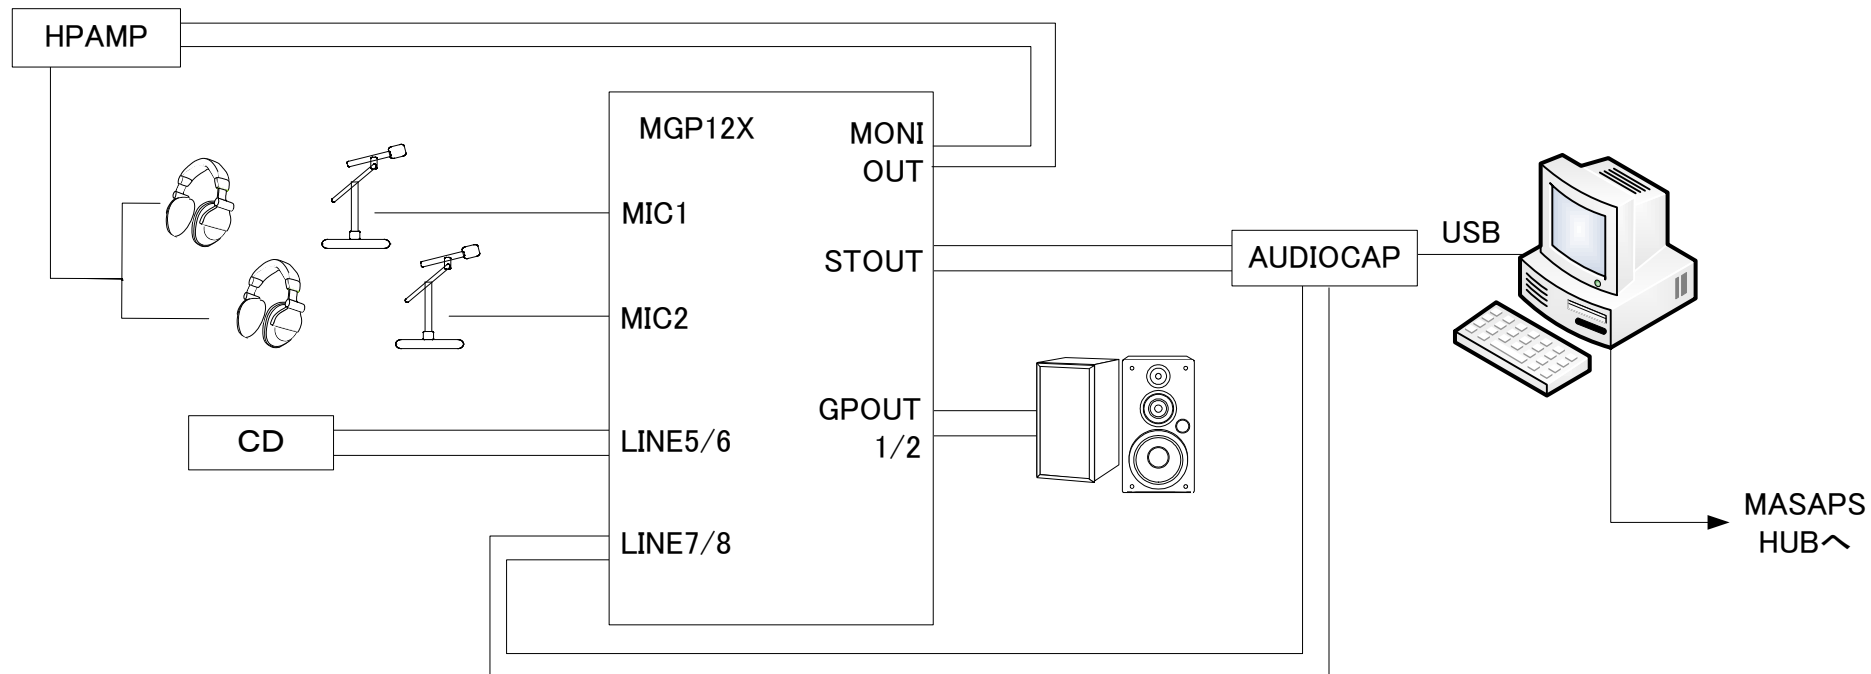 HPAMP
MGP12X
MONI
OUT
MIC1
STOUT
USB
AUDIOCAP
MIC2
GPOUT
1/2
CD
LINE5/6
LINE7/8
MASAPS
HUBへ